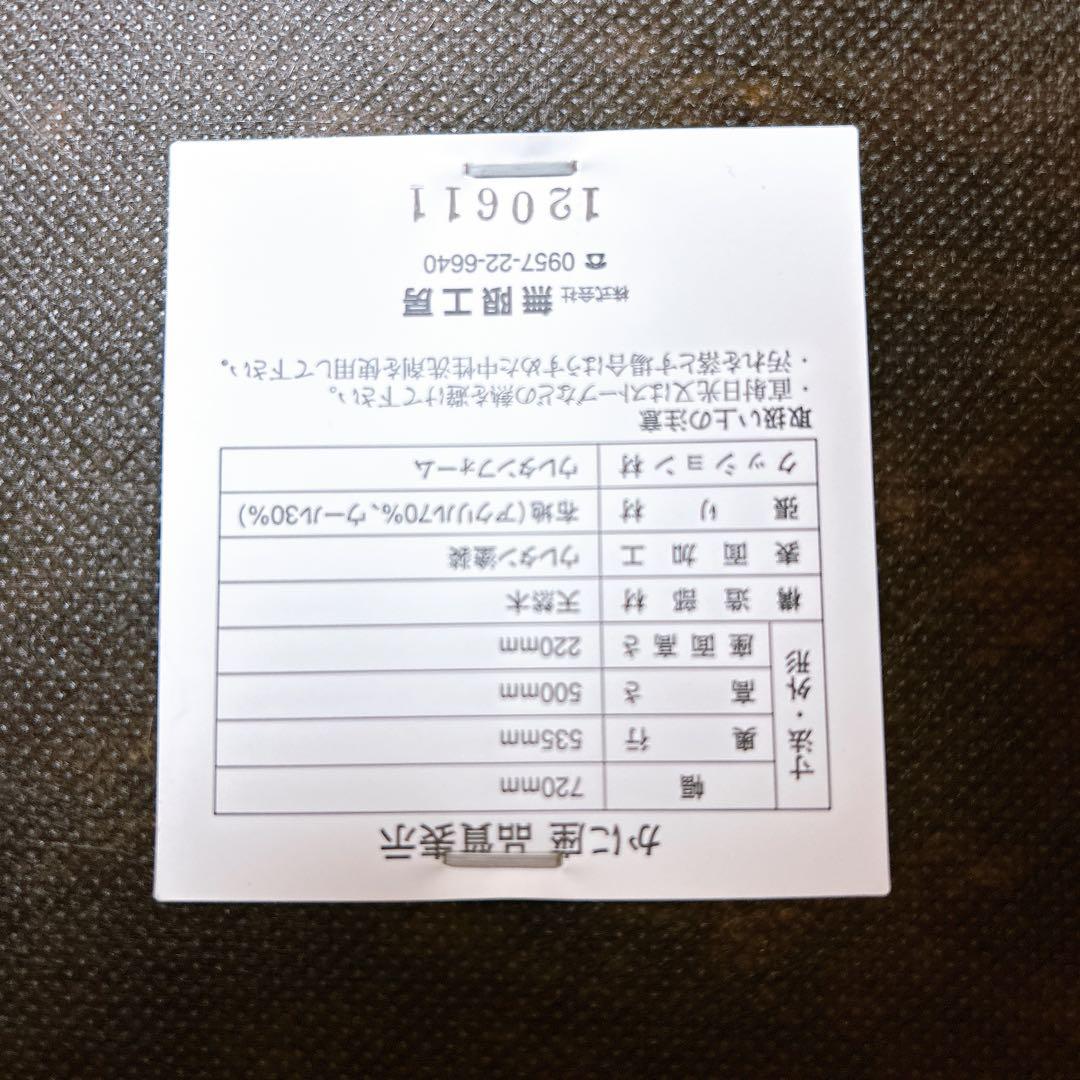 かに座 品質表示
寸法・外形
幅 720mm
奥行 535mm
高さ 500mm
座面高さ 220mm
構造部材 天然木
表面加工 ウレタン塗装
張り材 布地(アクリル70%、ウール30%)
クッション材 ウレタンフォーム
取扱い上の注意
・直射日光又はストーブなどの熱を避けて下さい。
・汚れを落とす場合はうすめた中性洗剤を使用して下さい。
株式会社 無限工房
☎ 0957-22-6640
120611